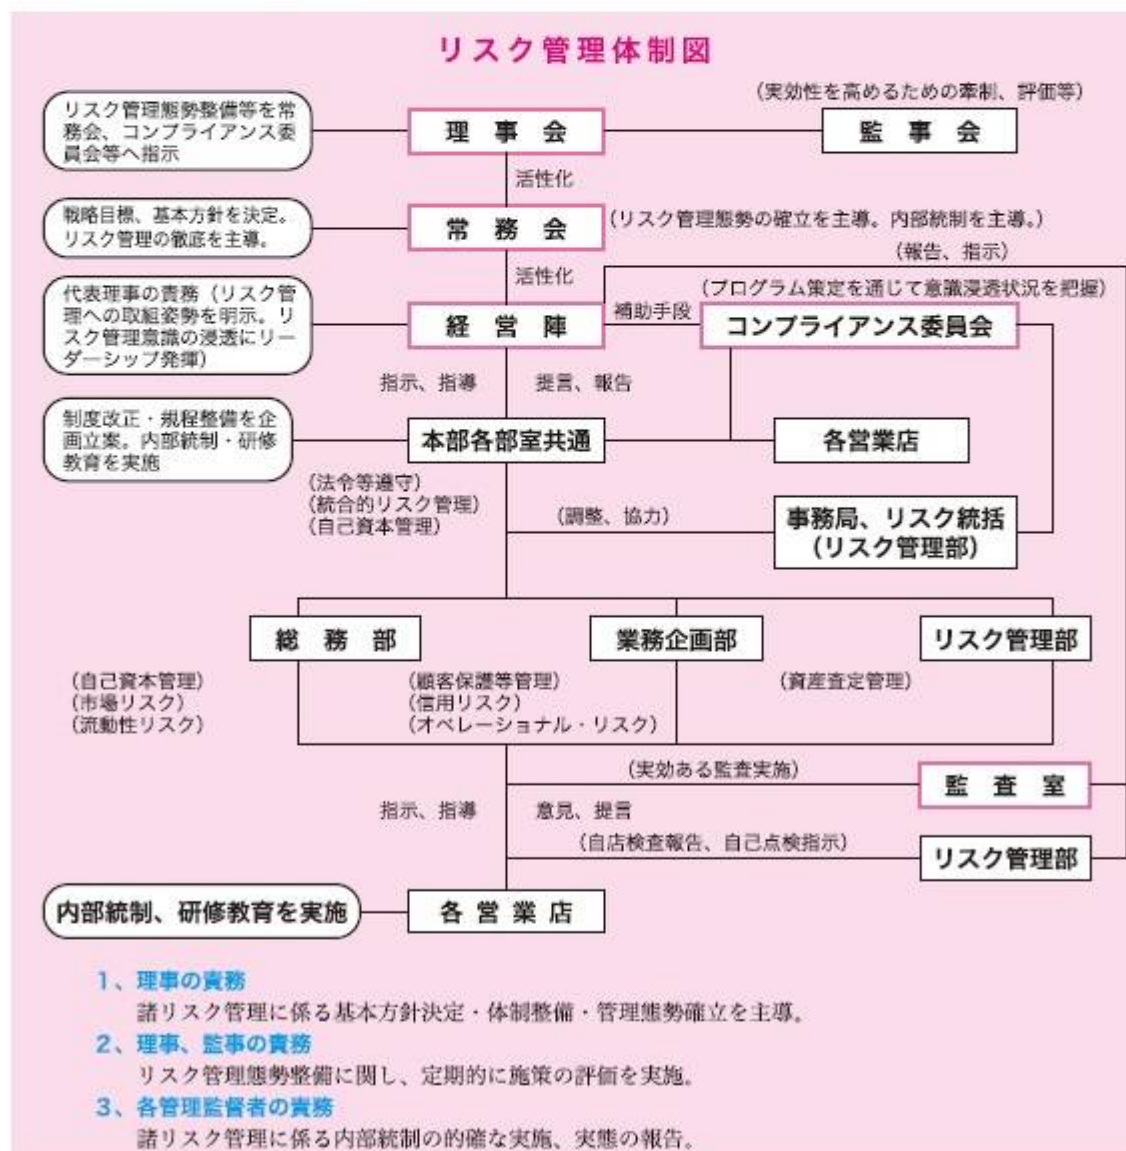 リスク管理体制図
(実効性を高めるための牽制、評価等)
リスク管理態勢整備等を常
務会、コンプライアンス委
員会等へ指示
理事会
監事会
活性化
戦略目標、基本方針を決定。
リスク管理の徹底を主導。
常務会
(リスク管理態勢の確立を主導。内部統制を主導。)
活性化
(報告、指示)
代表理事の責務(リスク管
理への取組姿勢を明示。リ
スク管理意識の浸透にリー
ダーシップ発揮)
経営陣
補助手段
(プログラム策定を通じて意識浸透状況を把握)
コンプライアンス委員会
指示、指導
提言、報告
制度改正・規程整備を企
画立案。内部統制・研修
教育を実施
本部各部室共通
各営業店
(法令等遵守)
(統合的リスク管理)
(自己資本管理)
(調整、協力)
事務局、リスク統括
(リスク管理部)
総務部
業務企画部
リスク管理部
(自己資本管理)
(市場リスク)
(流動性リスク)
(顧客保護等管理)
(信用リスク)
(オペレーショナル・リスク)
(資産査定管理)
(実効ある監査実施)
監査室
指示、指導
意見、提言
(自店検査報告、自己点検指示)
リスク管理部
内部統制、研修教育を実施
各営業店
1、理事の責務
諸リスク管理に係る基本方針決定・体制整備・管理態勢確立を主導。
2、理事、監事の責務
リスク管理態勢整備に関し、定期的に施策の評価を実施。
3、各管理監督者の責務
諸リスク管理に係る内部統制の的確な実施、実態の報告。